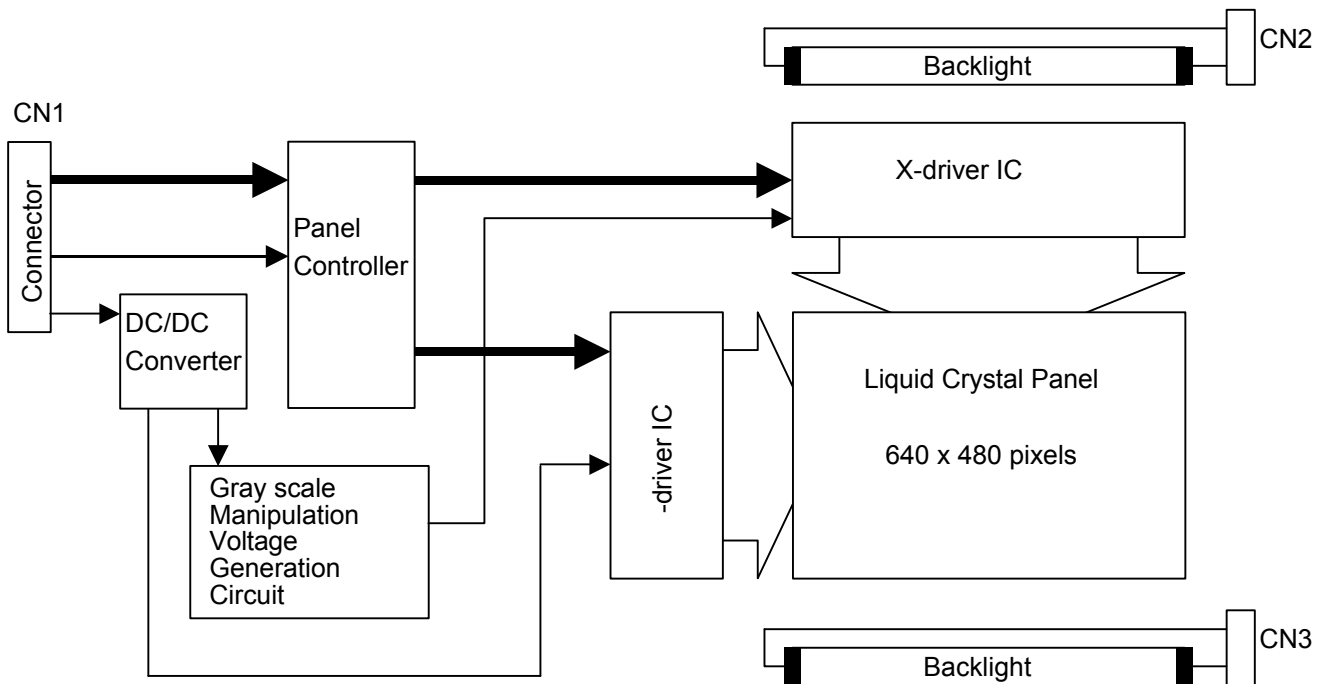 CN2
Backlight
CN1
Connector
Panel
Controller
X-driver IC
DC/DC
Converter
-driver IC
Liquid Crystal Panel
640 x 480 pixels
Gray scale
Manipulation
Voltage
Generation
Circuit
CN3
Backlight